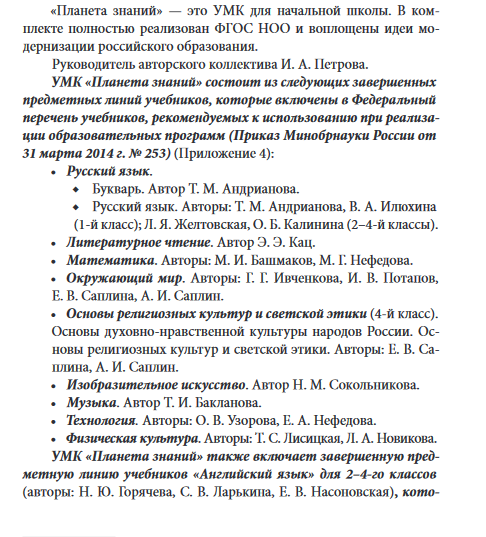 «Планета знаний» — это УМК для начальной школы. В ком-
плекте полностью реализован ФГОС НОО и воплощены идеи мо-
дернизации российского образования.
Руководитель авторского коллектива И. А. Петрова.
УМК «Планета знаний» состоит из следующих завершенных
предметных линий учебников, которые включены в Федеральный
перечень учебников, рекомендуемых к использованию при реализа-
ции образовательных программ (Приказ Минобрнауки России от
31 марта 2014 г. № 253) (Приложение 4):
• Русский язык.
◆ Букварь. Автор Т. М. Андрианова.
◆ Русский язык. Авторы: Т. М. Андрианова, В. А. Илюхина
(1-й класс); Л. Я. Желтовская, О. Б. Калинина (2–4-й классы).
• Литературное чтение. Автор Э. Э. Кац.
• Математика. Авторы: М. И. Башмаков, М. Г. Нефедова.
• Окружающий мир. Авторы: Г. Г. Ивченкова, И. В. Потапов,
Е. В. Саплина, А. И. Саплин.
• Основы религиозных культур и светской этики (4-й класс).
Основы духовно-нравственной культуры народов России. Ос-
новы религиозных культур и светской этики. Авторы: Е. В. Са-
плина, А. И. Саплин.
• Изобразительное искусство. Автор Н. М. Сокольникова.
• Музыка. Автор Т. И. Бакланова.
• Технология. Авторы: О. В. Узорова, Е. А. Нефедова.
• Физическая культура. Авторы: Т. С. Лисицкая, Л. А. Новикова.
УМК «Планета знаний» также включает завершенную пред-
метную линию учебников «Английский язык» для 2–4-го классов
(авторы: Н. Ю. Горячева, С. В. Ларькина, Е. В. Насоновская), кото-